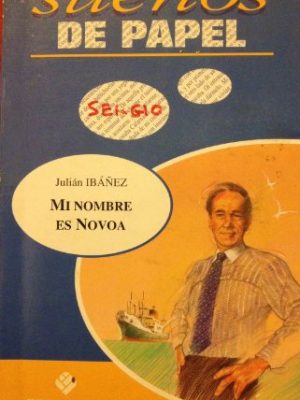 sueños
DE PAPEL
SERGIO
Julián IBÁÑEZ
MI NOMBRE
ES NOVOA